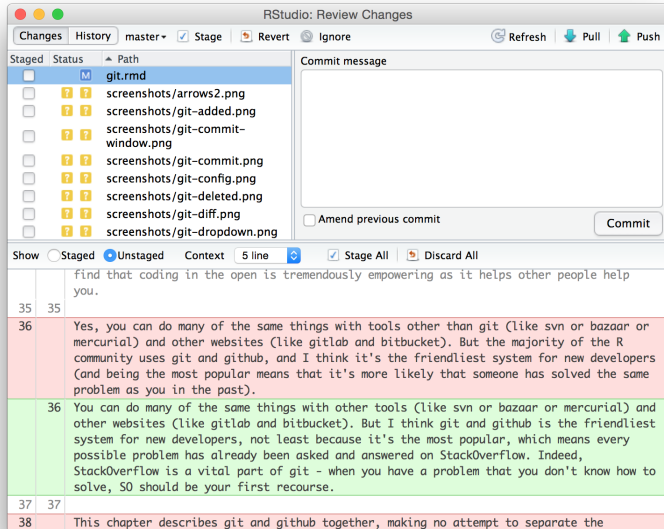 RStudio: Review Changes
Changes History master Stage Revert Ignore Refresh Pull Push
Staged Status Path
Commit message
M git.rmd
? ? screenshots/arrows2.png
? ? screenshots/git-added.png
? ? screenshots/git-commit-
window.png
? ? screenshots/git-commit.png
? ? screenshots/git-config.png
? ? screenshots/git-deleted.png
? ? screenshots/git-diff.png
? ? screenshots/git-dropdown.png
Amend previous commit
Commit
Show Staged Unstaged Context 5 line Stage All Discard All
find that coding in the open is tremendously empowering as it helps other people help
you.
35 35
36 Yes, you can do many of the same things with tools other than git (like svn or bazaar or
mercurial) and other websites (like gitlab and bitbucket). But the majority of the R
community uses git and github, and I think it's the friendliest system for new developers
(and being the most popular means that it's more likely that someone has solved the same
problem as you in the past).
36 You can do many of the same things with other tools (like svn or bazaar or mercurial) and
other websites (like gitlab and bitbucket). But I think git and github is the friendliest
system for new developers, not least because it's the most popular, which means every
possible problem has already been asked and answered on StackOverflow. Indeed,
StackOverflow is a vital part of git - when you have a problem that you don't know how to
solve, SO should be your first recourse.
37 37
38 This chapter describes git and github together, making no attempt to separate the